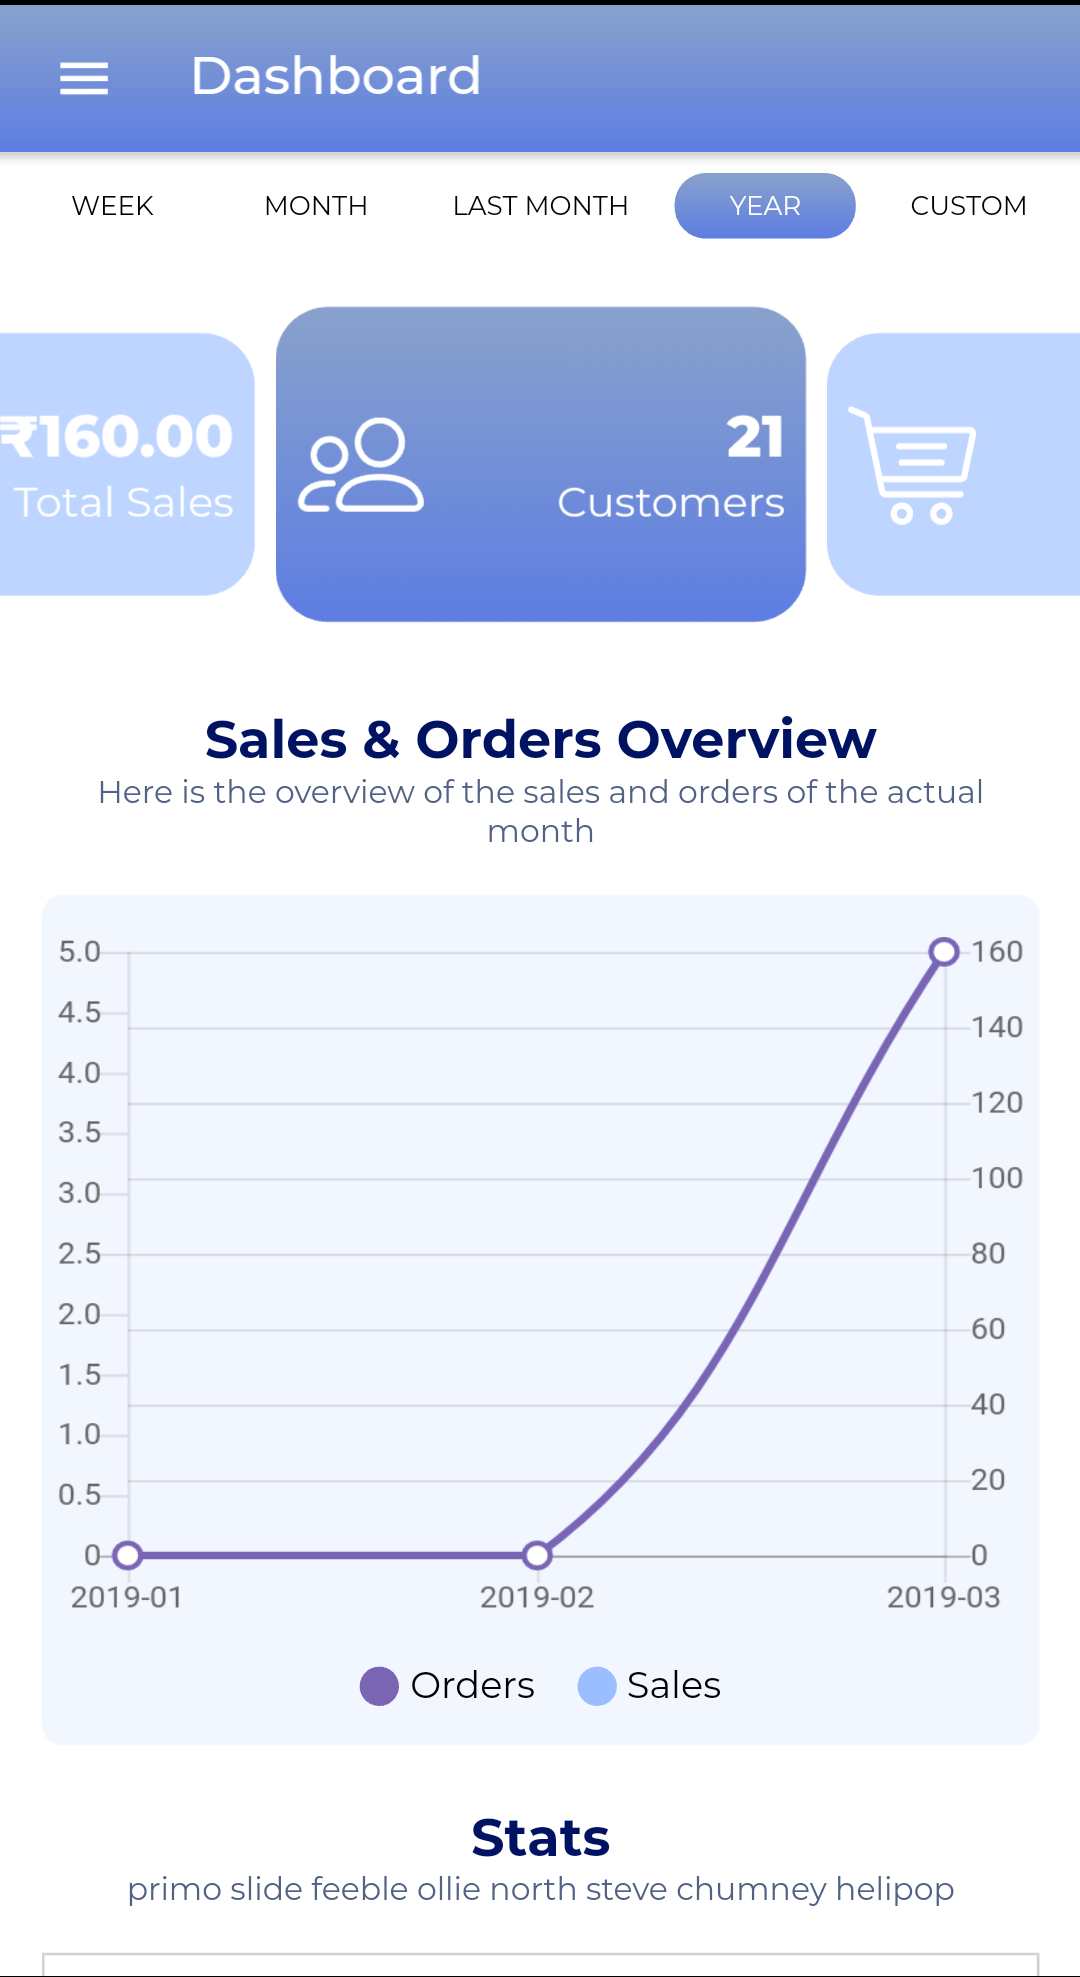 Dashboard
WEEK MONTH LAST MONTH YEAR CUSTOM
₹160.00
Total Sales
21
Customers
Sales & Orders Overview
Here is the overview of the sales and orders of the actual
month
5.0 160
4.5
140
4.0
120
3.5
3.0 100
2.5 80
2.0 60
1.5
40
1.0
0.5 20
0 0
2019-01 2019-02 2019-03
Orders Sales
Stats
primo slide feeble ollie north steve chumney helipop